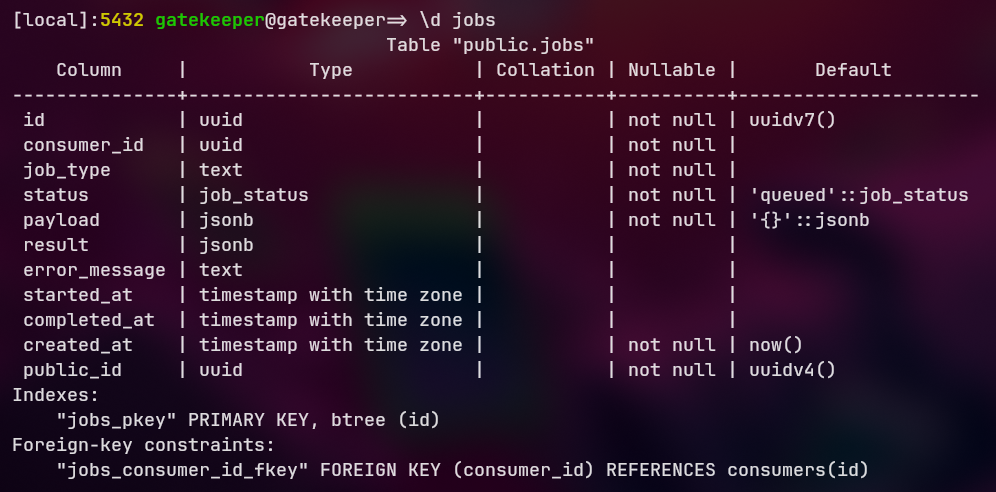 [local]:5432 gatekeeper@gatekeeper=> \d jobs
                                  Table "public.jobs"
    Column     |           Type           | Collation | Nullable |       Default
---------------+--------------------------+-----------+----------+----------------------
 id            | uuid                     |           | not null | uuidv7()
 consumer_id   | uuid                     |           | not null |
 job_type      | text                     |           | not null |
 status        | job_status               |           | not null | 'queued'::job_status
 payload       | jsonb                    |           | not null | '{}'::jsonb
 result        | jsonb                    |           |          |
 error_message | text                     |           |          |
 started_at    | timestamp with time zone |           |          |
 completed_at  | timestamp with time zone |           |          |
 created_at    | timestamp with time zone |           | not null | now()
 public_id     | uuid                     |           | not null | uuidv4()
Indexes:
    "jobs_pkey" PRIMARY KEY, btree (id)
Foreign-key constraints:
    "jobs_consumer_id_fkey" FOREIGN KEY (consumer_id) REFERENCES consumers(id)